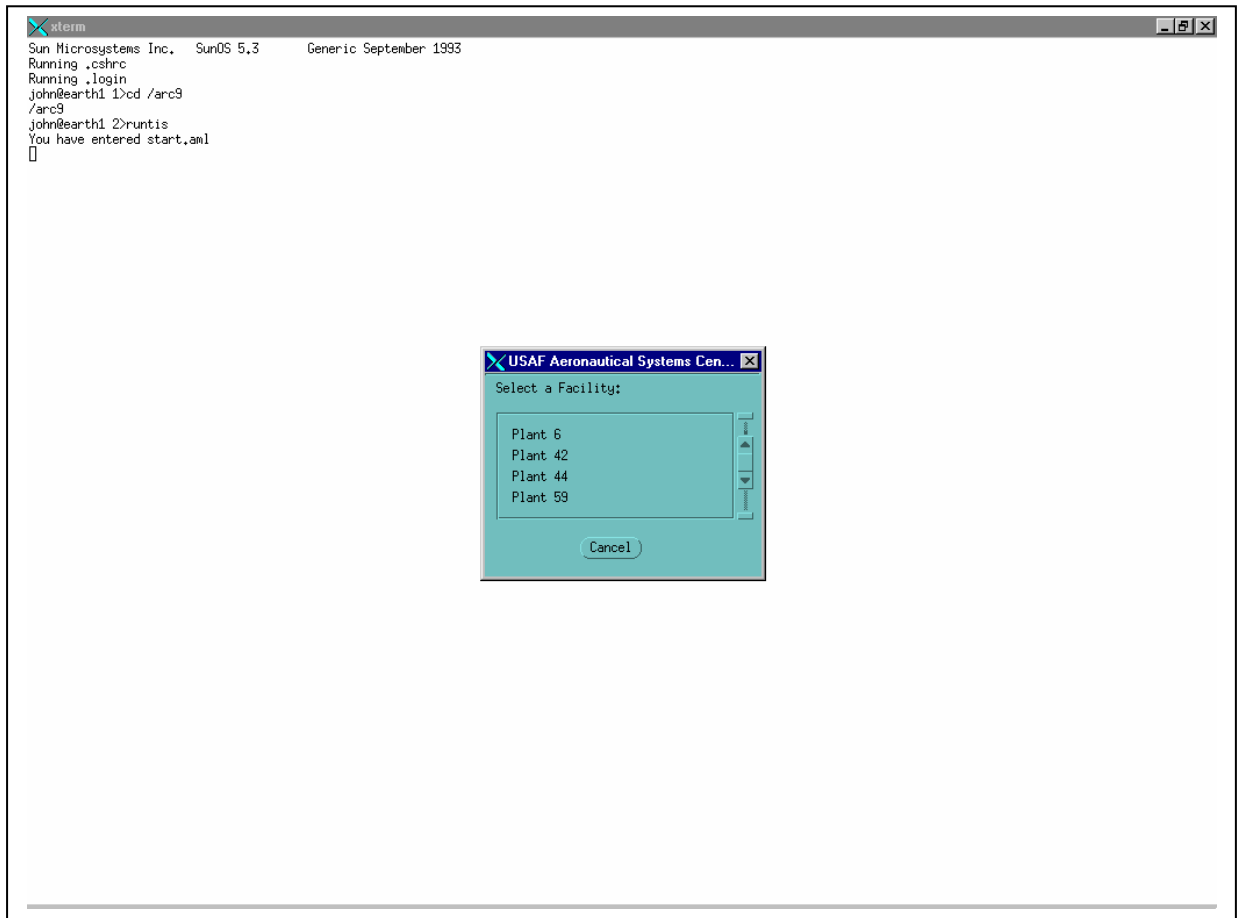 xterm
Sun Microsystems Inc.   SunOS 5.3       Generic September 1993
Running .cshrc
Running .login
john@earth1 1>cd /arc9
/arc9
john@earth1 2>runtis
You have entered start.aml
USAF Aeronautical Systems Cen...
Select a Facility:
Plant 6
Plant 42
Plant 44
Plant 59
Cancel